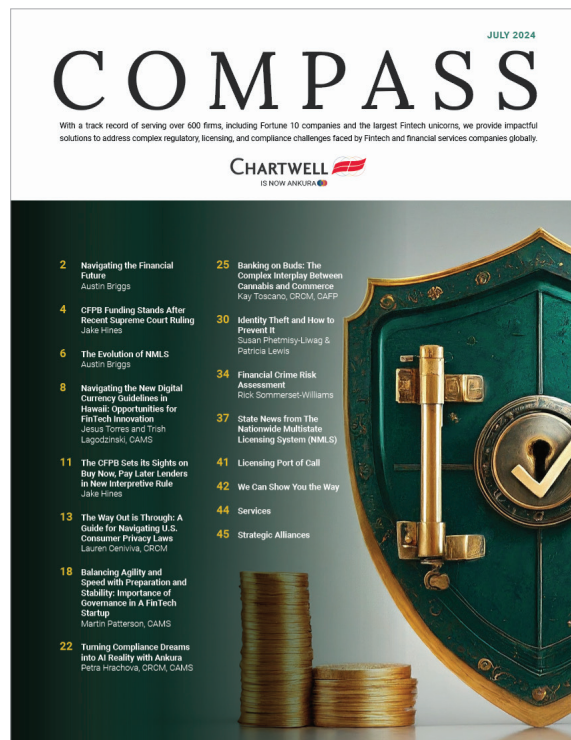 JULY 2024
COMPASS
With a track record of serving over 600 firms, including Fortune 10 companies and the largest Fintech unicorns, we provide impactful
solutions to address complex regulatory, licensing, and compliance challenges faced by Fintech and financial services companies globally.
CHARTWELL
IS NOW ANKURA
2 Navigating the Financial
Future
Austin Briggs
4 CFPB Funding Stands After
Recent Supreme Court Ruling
Jake Hines
6 The Evolution of NMLS
Austin Briggs
8 Navigating the New Digital
Currency Guidelines in
Hawaii: Opportunities for
FinTech Innovation
Jesus Torres and Trish
Lagodzinski, CAMS
11 The CFPB Sets its Sights on
Buy Now, Pay Later Lenders
in New Interpretive Rule
Jake Hines
13 The Way Out is Through: A
Guide for Navigating U.S.
Consumer Privacy Laws
Lauren Ceniviva, CRCM
18 Balancing Agility and
Speed with Preparation and
Stability: Importance of
Governance in A FinTech
Startup
Martin Patterson, CAMS
22 Turning Compliance Dreams
into AI Reality with Ankura
Petra Hrachova, CRCM, CAMS
25 Banking on Buds: The
Complex Interplay Between
Cannabis and Commerce
Kay Toscano, CRCM, CAFP
30 Identity Theft and How to
Prevent It
Susan Phetmisy-Liwag &
Patricia Lewis
34 Financial Crime Risk
Assessment
Rick Sommerset-Williams
37 State News from The
Nationwide Multistate
Licensing System (NMLS)
41 Licensing Port of Call
42 We Can Show You the Way
44 Services
45 Strategic Alliances